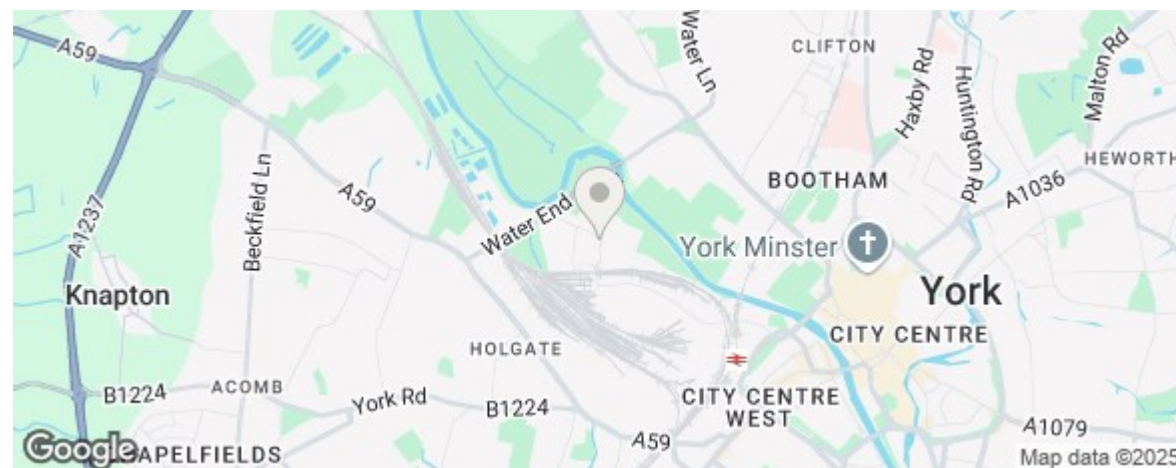 A59
Water Ln
CLIFTON
Haxby Rd
Huntington Rd
Malton Rd
HEWORTH
A1036
BOOTHAM
A59
Beckfield Ln
A1237
Water End
York Minster
York
Knapton
CITY CENTRE
HOLGATE
CITY CENTRE
WEST
B1224
ACOMB
York Rd
B1224
A59
A1079
Google
APELFIELDS
Map data ©2025